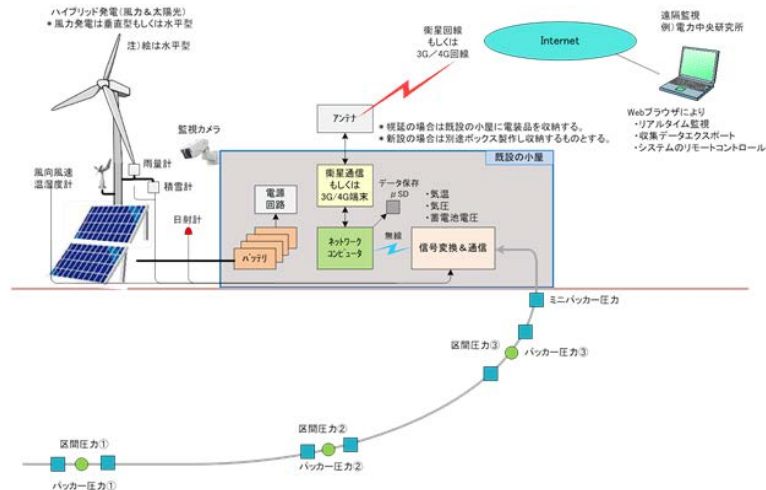 ハイブリッド発電(風力&太陽光)
* 風力発電は垂直型もしくは水平型
注)絵は水平型
衛星回線
もしくは
3G/4G回線
Internet
遠隔監視
例)電力中央研究所
Webブラウザにより
・リアルタイム監視
・収集データエクスポート
・システムのリモートコントロール
アンテナ
* 幌延の場合は既設の小屋に電装品を収納する。
* 新設の場合は別途ボックス製作し収納するものとする。
監視カメラ
既設の小屋
雨量計
風向風速
温湿度計
積雪計
日射計
電源
回路
バッテリ
衛星通信
もしくは
3G/4G端末
データ保存
μSD
・気温
・気圧
・蓄電池電圧
ネットワーク
コンピュータ
無線
信号変換&通信
ミニパッカー圧力
区間圧力③
パッカー圧力③
区間圧力②
パッカー圧力②
区間圧力①
パッカー圧力①